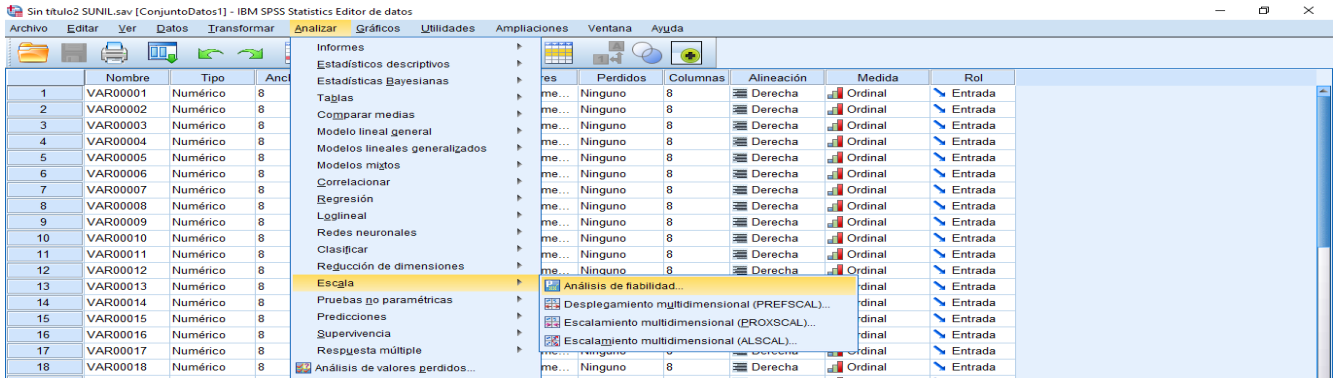 Sin título2 SUNIL.sav [ConjuntoDatos1] - IBM SPSS Statistics Editor de datos
Archivo Editar Ver Datos Transformar Analizar Gráficos Utilidades Ampliaciones Ventana Ayuda
Nombre Tipo Anch Perdidos Columnas Alineación Medida Rol
1 VAR00001 Numérico 8 Ninguno 8 Derecha Ordinal Entrada
2 VAR00002 Numérico 8 Ninguno 8 Derecha Ordinal Entrada
3 VAR00003 Numérico 8 Ninguno 8 Derecha Ordinal Entrada
4 VAR00004 Numérico 8 Ninguno 8 Derecha Ordinal Entrada
5 VAR00005 Numérico 8 Ninguno 8 Derecha Ordinal Entrada
6 VAR00006 Numérico 8 Ninguno 8 Derecha Ordinal Entrada
7 VAR00007 Numérico 8 Ninguno 8 Derecha Ordinal Entrada
8 VAR00008 Numérico 8 Ninguno 8 Derecha Ordinal Entrada
9 VAR00009 Numérico 8 Ninguno 8 Derecha Ordinal Entrada
10 VAR00010 Numérico 8 Ninguno 8 Derecha Ordinal Entrada
11 VAR00011 Numérico 8 Ninguno 8 Derecha Ordinal Entrada
12 VAR00012 Numérico 8 Ninguno 8 Derecha Ordinal Entrada
13 VAR00013 Numérico 8 rdinal Entrada
14 VAR00014 Numérico 8 rdinal Entrada
15 VAR00015 Numérico 8 rdinal Entrada
16 VAR00016 Numérico 8 rdinal Entrada
17 VAR00017 Numérico 8 Ordinal Entrada
18 VAR00018 Numérico 8 me... Ninguno 8 Derecha Ordinal Entrada
Informes
Estadísticos descriptivos
Estadísticas Bayesianas
Tablas
Comparar medias
Modelo lineal general
Modelos lineales generalizados
Modelos mixtos
Correlacionar
Regresión
Loglineal
Redes neuronales
Clasificar
Reducción de dimensiones
Escala
Pruebas no paramétricas
Predicciones
Supervivencia
Respuesta múltiple
Análisis de valores perdidos...
Análisis de fiabilidad...
Desplegamiento multidimensional (PREFSCAL)...
Escalamiento multidimensional (PROXSCAL)...
Escalamiento multidimensional (ALSCAL)...